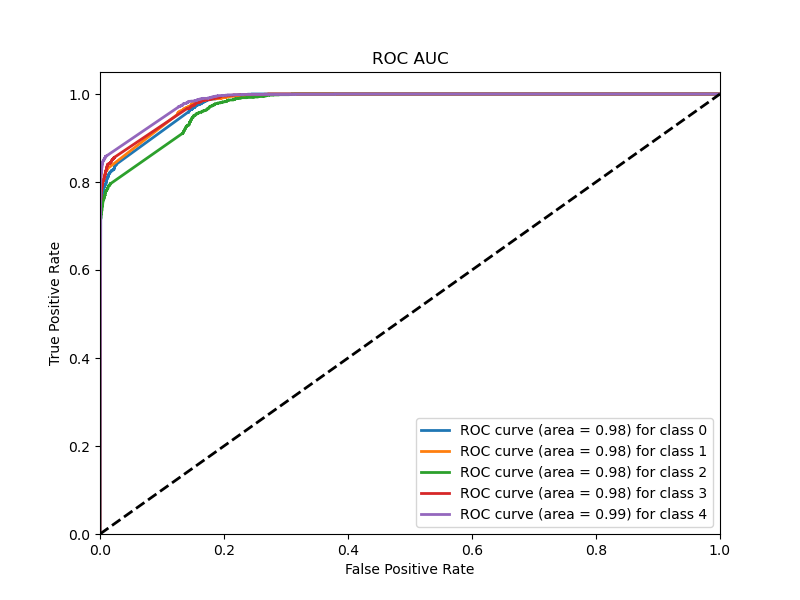 ROC AUC
1.0
0.8
0.6
0.4
0.2
0.0
True Positive Rate
ROC curve (area = 0.98) for class 0
ROC curve (area = 0.98) for class 1
ROC curve (area = 0.98) for class 2
ROC curve (area = 0.98) for class 3
ROC curve (area = 0.99) for class 4
0.0 0.2 0.4 0.6 0.8 1.0
False Positive Rate